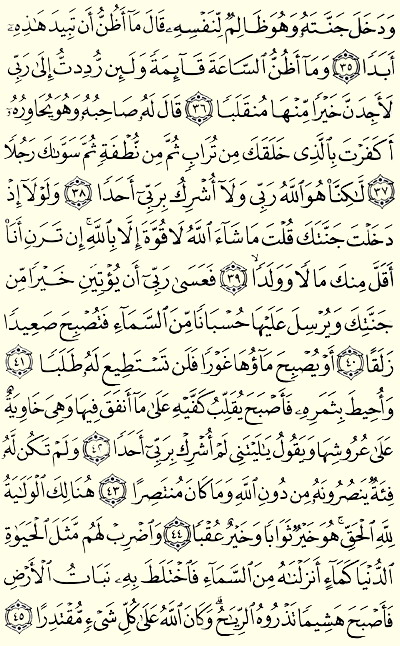 وَدَخَلَ جَنَّتَهُۥ وَهُوَ ظَالِمٌ لِّنَفْسِهِۦ قَالَ مَآ أَظُنُّ أَن تَبِيدَ هَٰذِهِۦٓ
أَبَدًا ٣٥ وَمَآ أَظُنُّ ٱلسَّاعَةَ قَآئِمَةً وَلَئِن رُّدِدتُّ إِلَىٰ رَبِّى
لَأَجِدَنَّ خَيْرًا مِّنْهَا مُنقَلَبًا ٣٦ قَالَ لَهُۥ صَاحِبُهُۥ وَهُوَ يُحَاوِرُهُۥٓ
أَكَفَرْتَ بِٱلَّذِى خَلَقَكَ مِن تُرَابٍ ثُمَّ مِن نُّطْفَةٍ ثُمَّ سَوَّىٰكَ رَجُلًا
٣٧ لَّٰكِنَّا۠ هُوَ ٱللَّهُ رَبِّى وَلَآ أُشْرِكُ بِرَبِّىٓ أَحَدًا ٣٨ وَلَوْلَآ إِذْ
دَخَلْتَ جَنَّتَكَ قُلْتَ مَا شَآءَ ٱللَّهُ لَا قُوَّةَ إِلَّا بِٱللَّهِ ۚ إِن تَرَنِ أَنَا۠
أَقَلَّ مِنكَ مَالًا وَوَلَدًا ٣٩ فَعَسَىٰ رَبِّىٓ أَن يُؤْتِيَنِ خَيْرًا مِّن
جَنَّتِكَ وَيُرْسِلَ عَلَيْهَا حُسْبَانًا مِّنَ ٱلسَّمَآءِ فَتُصْبِحَ صَعِيدًا
زَلَقًا ٤٠ أَوْ يُصْبِحَ مَآؤُهَا غَوْرًا فَلَن تَسْتَطِيعَ لَهُۥ طَلَبًا ٤١
وَأُحِيطَ بِثَمَرِهِۦ فَأَصْبَحَ يُقَلِّبُ كَفَّيْهِ عَلَىٰ مَآ أَنفَقَ فِيهَا وَهِىَ خَاوِيَةٌ
عَلَىٰ عُرُوشِهَا وَيَقُولُ يَٰلَيْتَنِى لَمْ أُشْرِكْ بِرَبِّىٓ أَحَدًا ٤٢ وَلَمْ تَكُن لَّهُۥ
فِئَةٌ يَنصُرُونَهُۥ مِن دُونِ ٱللَّهِ وَمَا كَانَ مُنتَصِرًا ٤٣ هُنَالِكَ ٱلْوَلَٰيَةُ
لِلَّهِ ٱلْحَقِّ ۚ هُوَ خَيْرٌ ثَوَابًا وَخَيْرٌ عُقْبًا ٤٤ وَٱضْرِبْ لَهُم مَّثَلَ ٱلْحَيَوٰةِ
ٱلدُّنْيَا كَمَآءٍ أَنزَلْنَٰهُ مِنَ ٱلسَّمَآءِ فَٱخْتَلَطَ بِهِۦ نَبَاتُ ٱلْأَرْضِ
فَأَصْبَحَ هَشِيمًا تَذْرُوهُ ٱلرِّيَٰحُ ۗ وَكَانَ ٱللَّهُ عَلَىٰ كُلِّ شَىْءٍ مُّقْتَدِرًا ٤٥